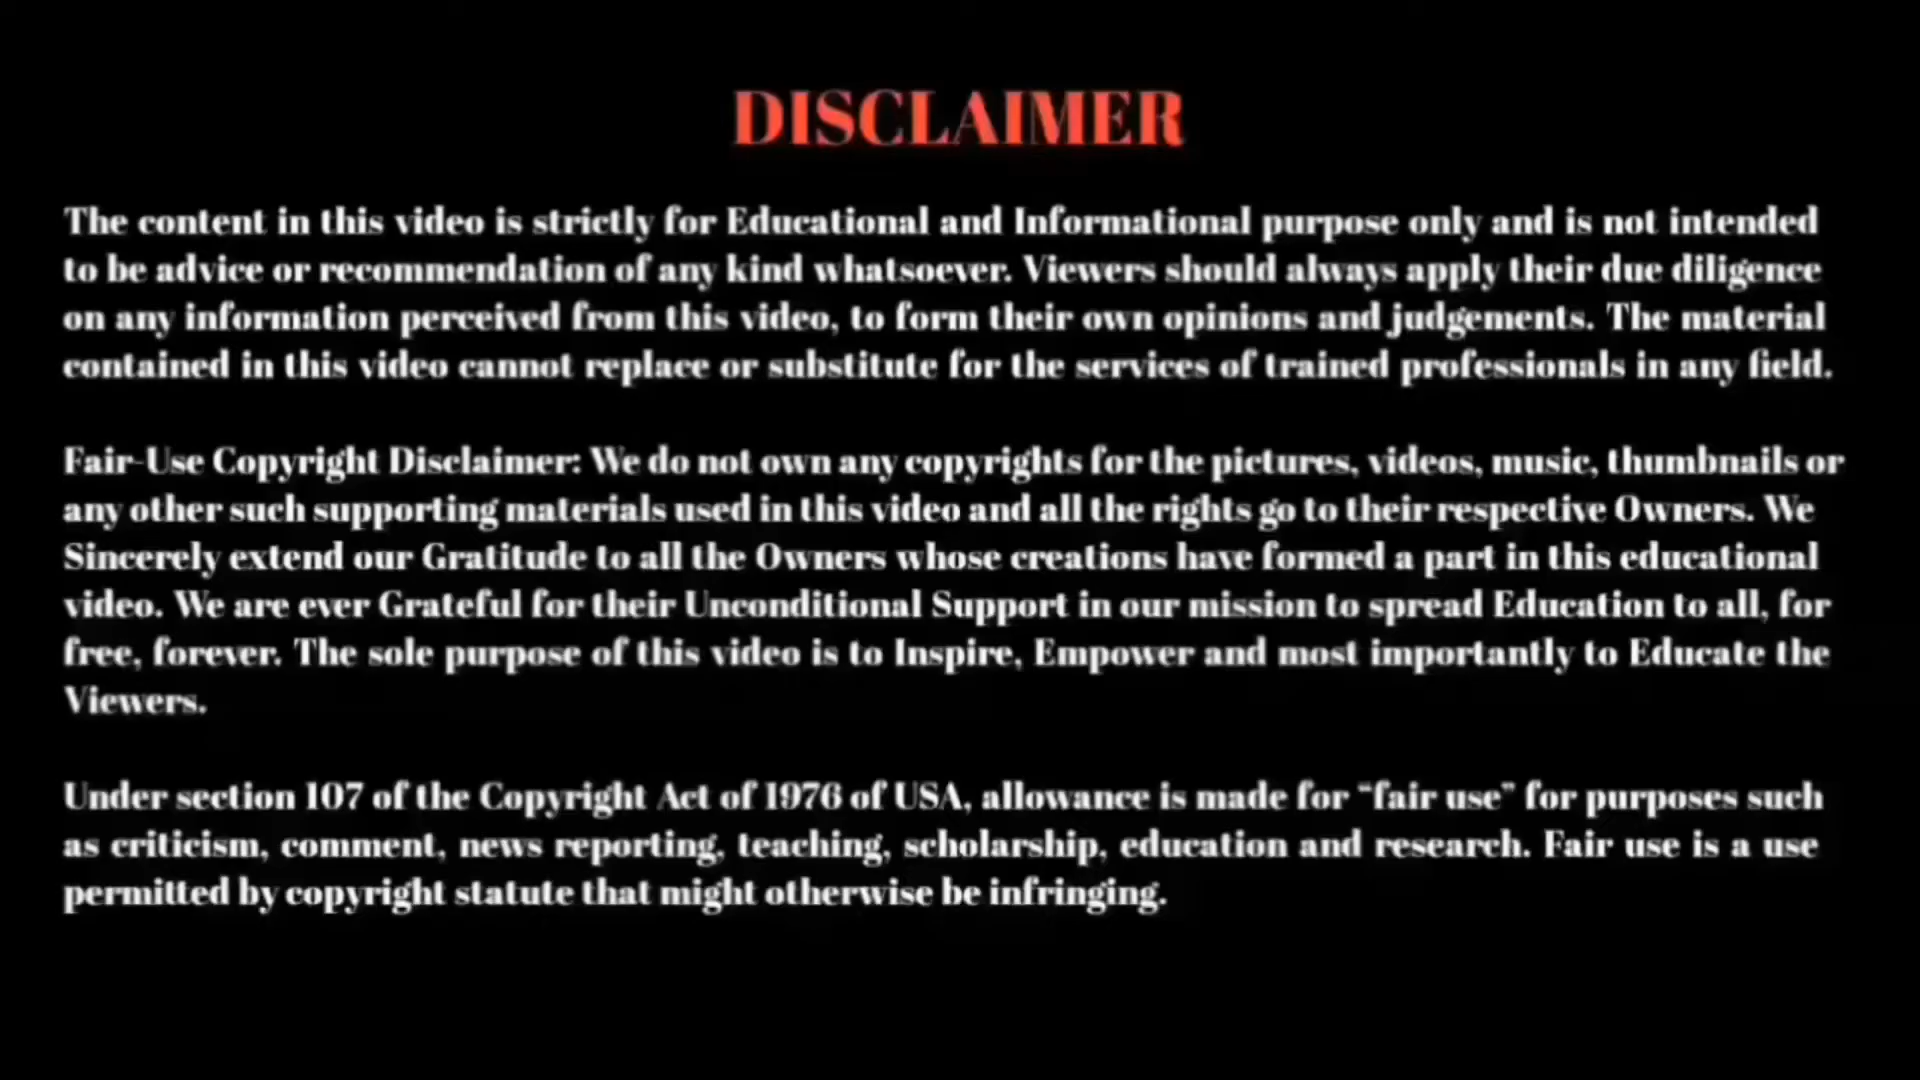 DISCLAIMER
The content in this video is strictly for Educational and Informational purpose only and is not intended
to be advice or recommendation of any kind whatsoever. Viewers should always apply their due diligence
on any information perceived from this video, to form their own opinions and judgements. The material
contained in this video cannot replace or substitute for the services of trained professionals in any field.
Fair-Use Copyright Disclaimer: We do not own any copyrights for the pictures, videos, music, thumbnails or
any other such supporting materials used in this video and all the rights go to their respective Owners. We
Sincerely extend our Gratitude to all the Owners whose creations have formed a part in this educational
video. We are ever Grateful for their Unconditional Support in our mission to spread Education to all, for
free, forever. The sole purpose of this video is to Inspire, Empower and most importantly to Educate the
Viewers.
Under section 107 of the Copyright Act of 1976 of USA, allowance is made for “fair use” for purposes such
as criticism, comment, news reporting, teaching, scholarship, education and research. Fair use is a use
permitted by copyright statute that might otherwise be infringing.